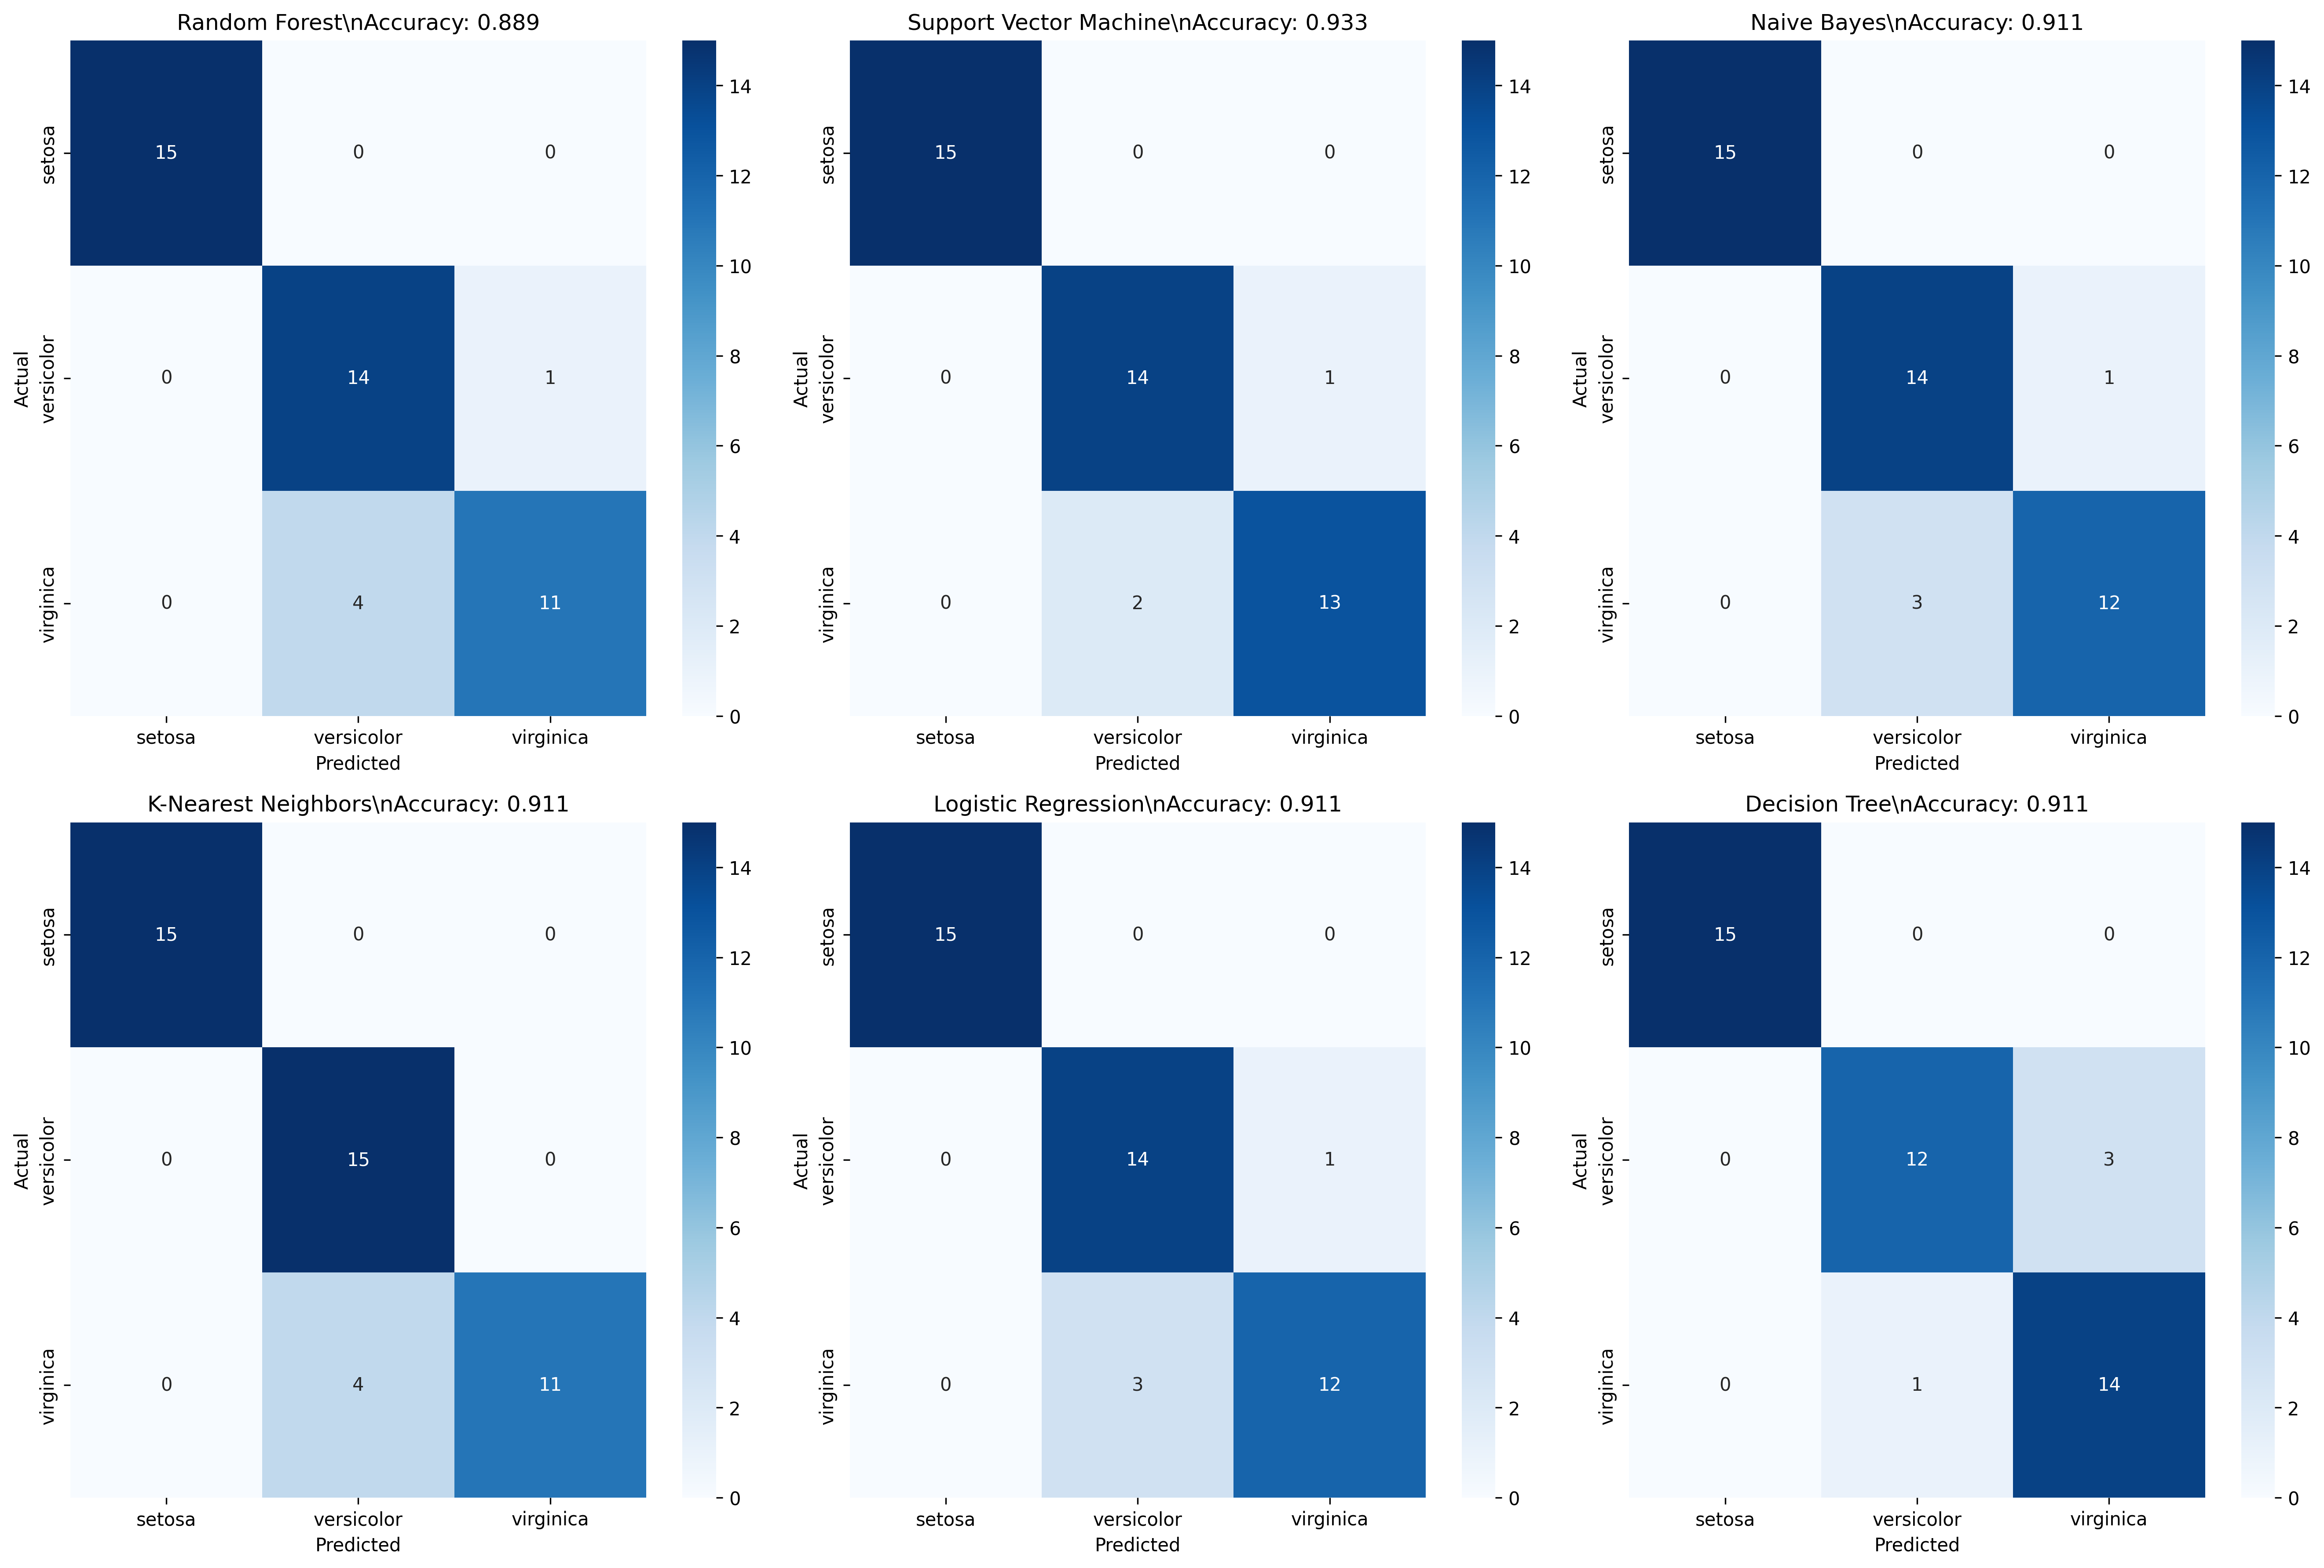 Random Forest\nAccuracy: 0.889
14
12
10
8
6
4
2
0
setosa
Actual
versicolor
virginica
15 0 0
0 14 1
0 4 11
setosa versicolor virginica
Predicted
Support Vector Machine\nAccuracy: 0.933
14
12
10
8
6
4
2
0
setosa
Actual
versicolor
virginica
15 0 0
0 14 1
0 2 13
setosa versicolor virginica
Predicted
Naive Bayes\nAccuracy: 0.911
14
12
10
8
6
4
2
0
setosa
Actual
versicolor
virginica
15 0 0
0 14 1
0 3 12
setosa versicolor virginica
Predicted
K-Nearest Neighbors\nAccuracy: 0.911
14
12
10
8
6
4
2
0
setosa
Actual
versicolor
virginica
15 0 0
0 15 0
0 4 11
setosa versicolor virginica
Predicted
Logistic Regression\nAccuracy: 0.911
14
12
10
8
6
4
2
0
setosa
Actual
versicolor
virginica
15 0 0
0 14 1
0 3 12
setosa versicolor virginica
Predicted
Decision Tree\nAccuracy: 0.911
14
12
10
8
6
4
2
0
setosa
Actual
versicolor
virginica
15 0 0
0 12 3
0 1 14
setosa versicolor virginica
Predicted